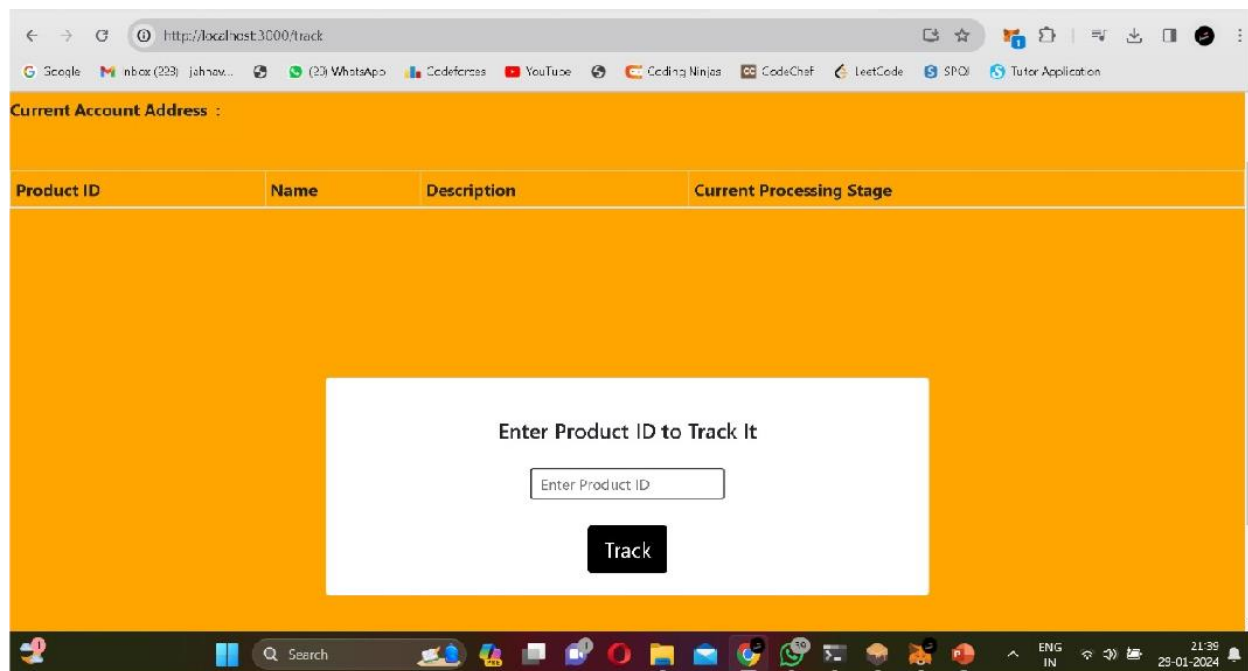 http://localhost:3000/track
Google
Inbox (223) jahnav...
(20) WhatsApp
Codeforces
YouTube
Coding Ninjas
CodeChef
LeetCode
SPOJ
Tutor Application
Current Account Address :
Product ID Name Description Current Processing Stage
Enter Product ID to Track It
Enter Product ID
Track
Search
ENG
IN
21:39
29-01-2024